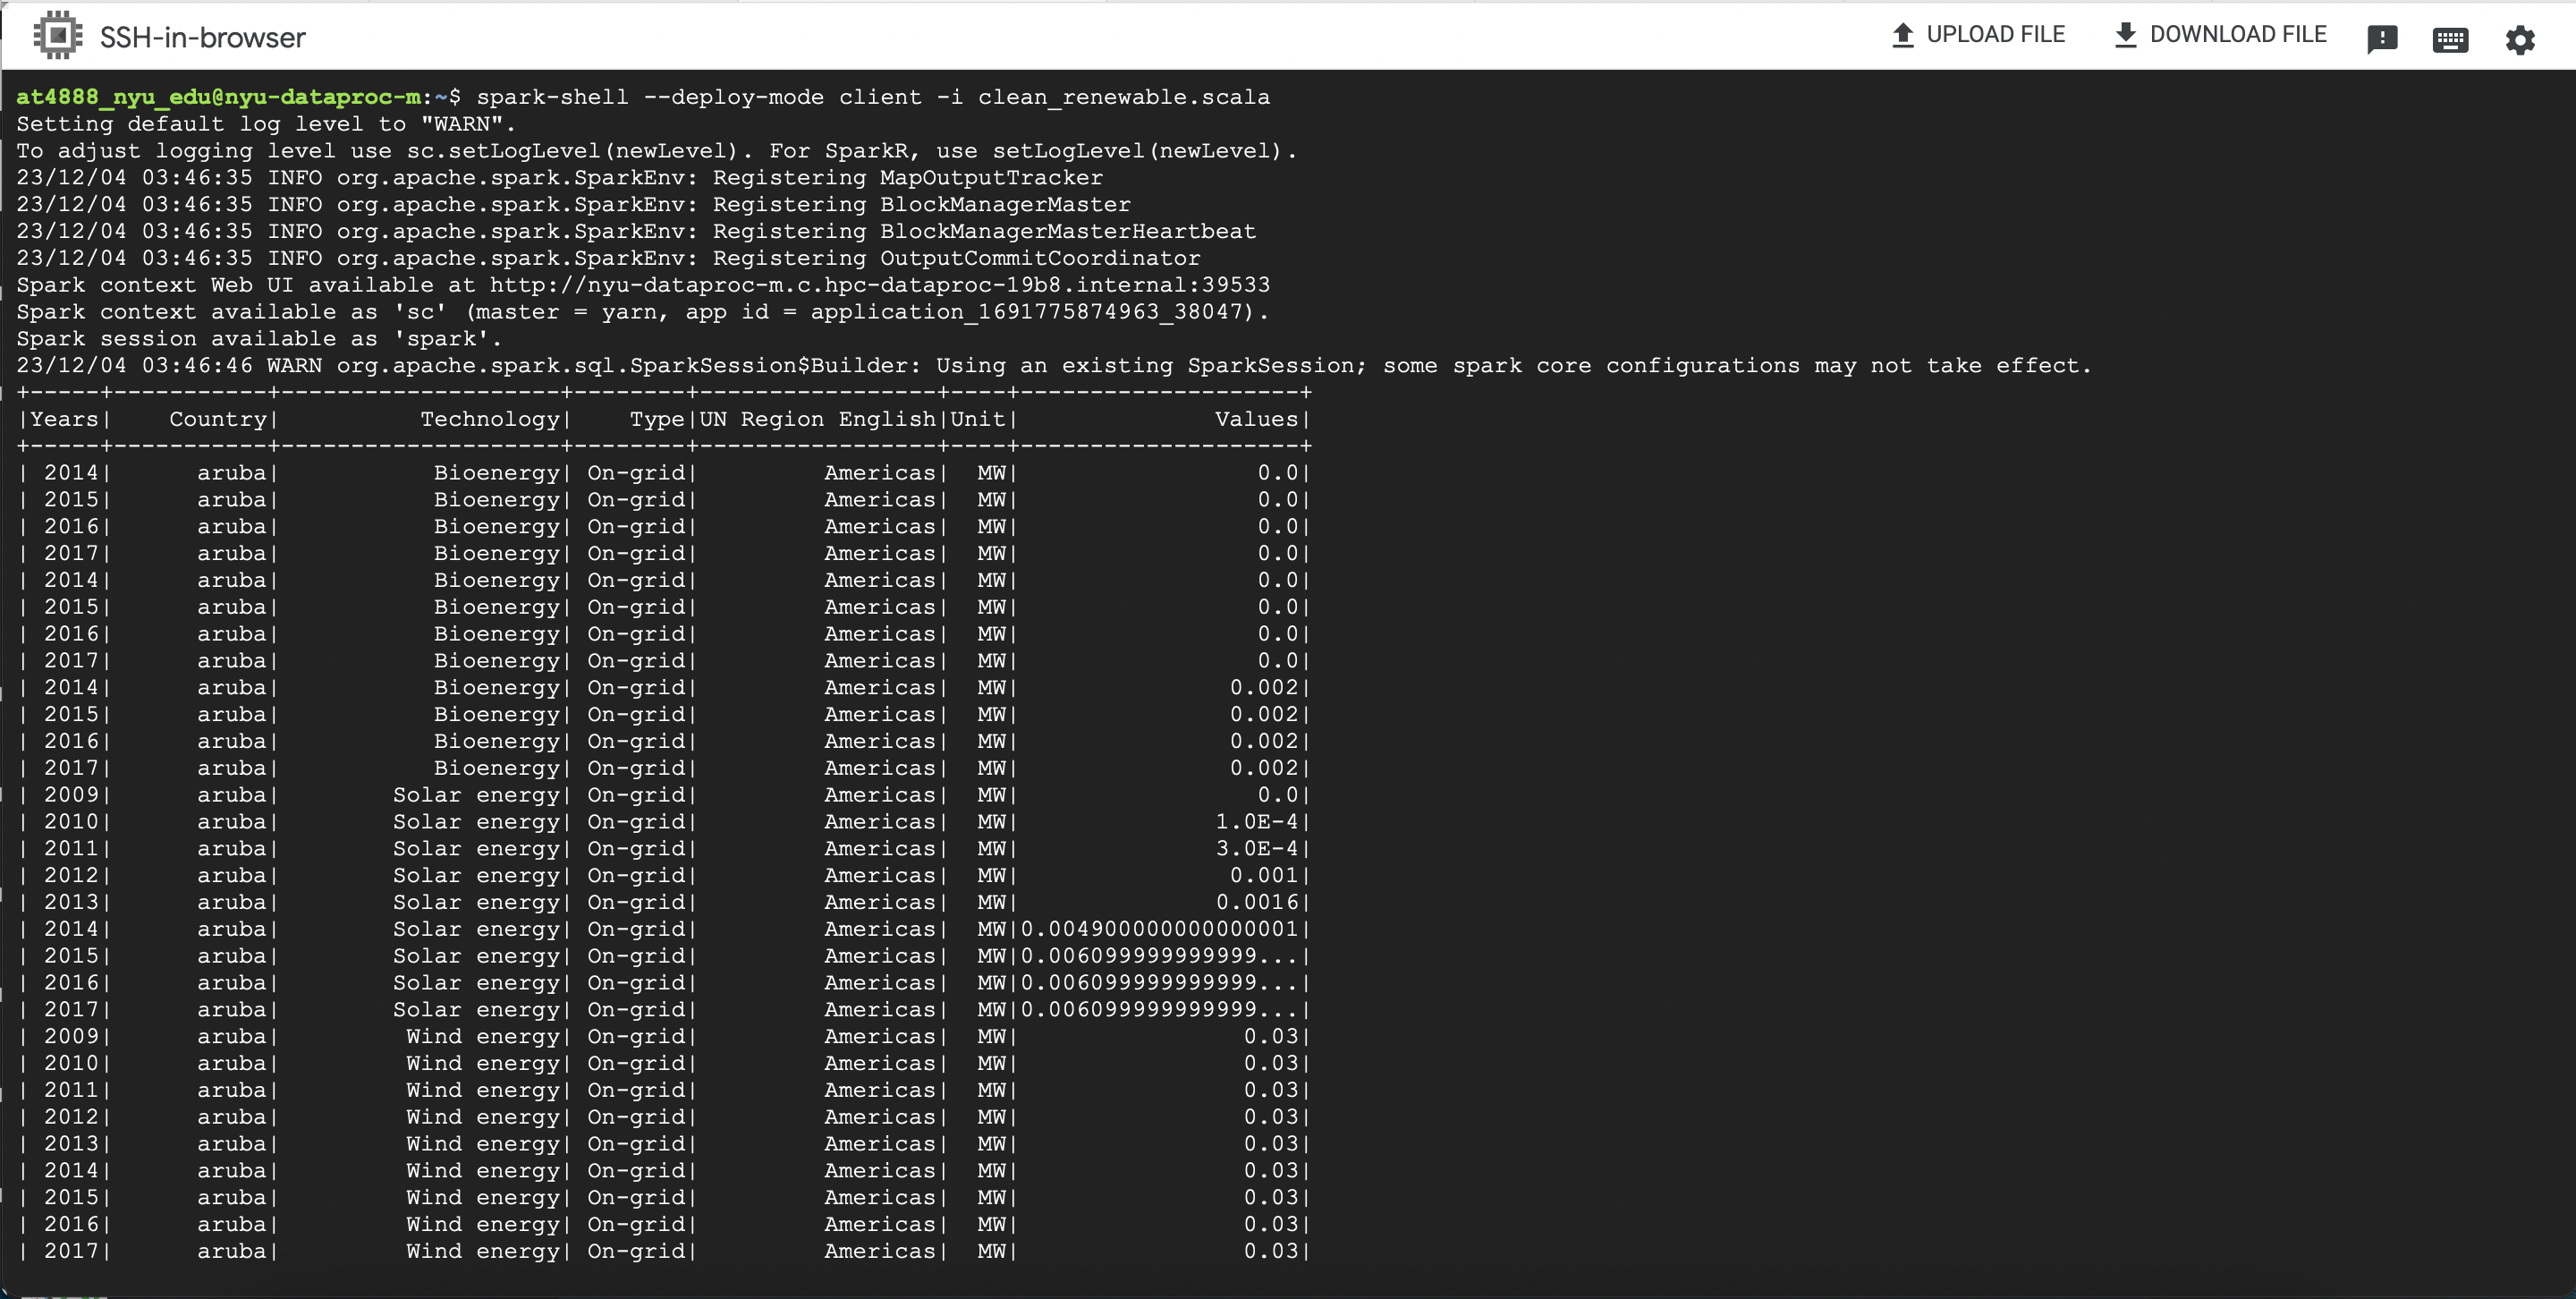 SSH-in-browser
UPLOAD FILE
DOWNLOAD FILE
at4888_nyu_edu@nyu-dataproc-m:~$ spark-shell --deploy-mode client -i clean_renewable.scala
Setting default log level to "WARN".
To adjust logging level use sc.setLogLevel(newLevel). For SparkR, use setLogLevel(newLevel).
23/12/04 03:46:35 INFO org.apache.spark.SparkEnv: Registering MapOutputTracker
23/12/04 03:46:35 INFO org.apache.spark.SparkEnv: Registering BlockManagerMaster
23/12/04 03:46:35 INFO org.apache.spark.SparkEnv: Registering BlockManagerMasterHeartbeat
23/12/04 03:46:35 INFO org.apache.spark.SparkEnv: Registering OutputCommitCoordinator
Spark context Web UI available at http://nyu-dataproc-m.c.hpc-dataproc-19b8.internal:39533
Spark context available as 'sc' (master = yarn, app id = application_1691775874963_38047).
Spark session available as 'spark'.
23/12/04 03:46:46 WARN org.apache.spark.sql.SparkSession$Builder: Using an existing SparkSession; some spark core configurations may not take effect.
+-----+-----------+--------------------+--------+-----------------+----+--------------------+
|Years|    Country|          Technology|    Type|UN Region English|Unit|              Values|
+-----+-----------+--------------------+--------+-----------------+----+--------------------+
| 2014|      aruba|           Bioenergy| On-grid|         Americas|  MW|                 0.0|
| 2015|      aruba|           Bioenergy| On-grid|         Americas|  MW|                 0.0|
| 2016|      aruba|           Bioenergy| On-grid|         Americas|  MW|                 0.0|
| 2017|      aruba|           Bioenergy| On-grid|         Americas|  MW|                 0.0|
| 2014|      aruba|           Bioenergy| On-grid|         Americas|  MW|                 0.0|
| 2015|      aruba|           Bioenergy| On-grid|         Americas|  MW|                 0.0|
| 2016|      aruba|           Bioenergy| On-grid|         Americas|  MW|                 0.0|
| 2017|      aruba|           Bioenergy| On-grid|         Americas|  MW|                 0.0|
| 2014|      aruba|           Bioenergy| On-grid|         Americas|  MW|               0.002|
| 2015|      aruba|           Bioenergy| On-grid|         Americas|  MW|               0.002|
| 2016|      aruba|           Bioenergy| On-grid|         Americas|  MW|               0.002|
| 2017|      aruba|           Bioenergy| On-grid|         Americas|  MW|               0.002|
| 2009|      aruba|        Solar energy| On-grid|         Americas|  MW|                 0.0|
| 2010|      aruba|        Solar energy| On-grid|         Americas|  MW|              1.0E-4|
| 2011|      aruba|        Solar energy| On-grid|         Americas|  MW|              3.0E-4|
| 2012|      aruba|        Solar energy| On-grid|         Americas|  MW|               0.001|
| 2013|      aruba|        Solar energy| On-grid|         Americas|  MW|              0.0016|
| 2014|      aruba|        Solar energy| On-grid|         Americas|  MW|0.004900000000000001|
| 2015|      aruba|        Solar energy| On-grid|         Americas|  MW|0.006099999999999...|
| 2016|      aruba|        Solar energy| On-grid|         Americas|  MW|0.006099999999999...|
| 2017|      aruba|        Solar energy| On-grid|         Americas|  MW|0.006099999999999...|
| 2009|      aruba|         Wind energy| On-grid|         Americas|  MW|                0.03|
| 2010|      aruba|         Wind energy| On-grid|         Americas|  MW|                0.03|
| 2011|      aruba|         Wind energy| On-grid|         Americas|  MW|                0.03|
| 2012|      aruba|         Wind energy| On-grid|         Americas|  MW|                0.03|
| 2013|      aruba|         Wind energy| On-grid|         Americas|  MW|                0.03|
| 2014|      aruba|         Wind energy| On-grid|         Americas|  MW|                0.03|
| 2015|      aruba|         Wind energy| On-grid|         Americas|  MW|                0.03|
| 2016|      aruba|         Wind energy| On-grid|         Americas|  MW|                0.03|
| 2017|      aruba|         Wind energy| On-grid|         Americas|  MW|                0.03|